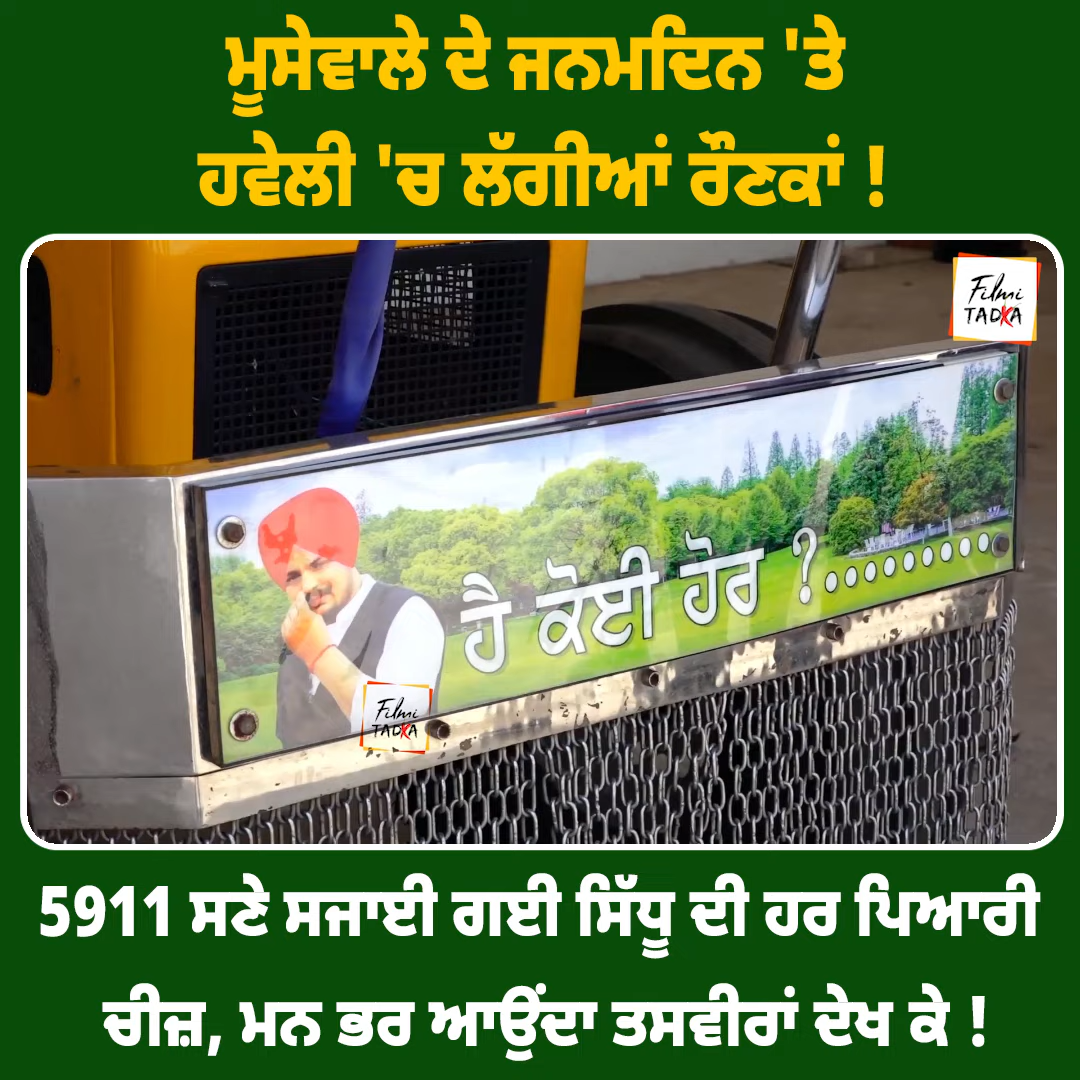 ਮੂਸੇਵਾਲੇ ਦੇ ਜਨਮਦਿਨ 'ਤੇ
ਹਵੇਲੀ 'ਚ ਲੱਗੀਆਂ ਰੌਣਕਾਂ !
Filmi
TADKA
ਹੈ ਕੋਈ ਹੋਰ ?.........
Filmi
TADKA
5911 ਸਣੇ ਸਜਾਈ ਗਈ ਸਿੱਧੂ ਦੀ ਹਰ ਪਿਆਰੀ
ਚੀਜ਼, ਮਨ ਭਰ ਆਉਂਦਾ ਤਸਵੀਰਾਂ ਦੇਖ ਕੇ !